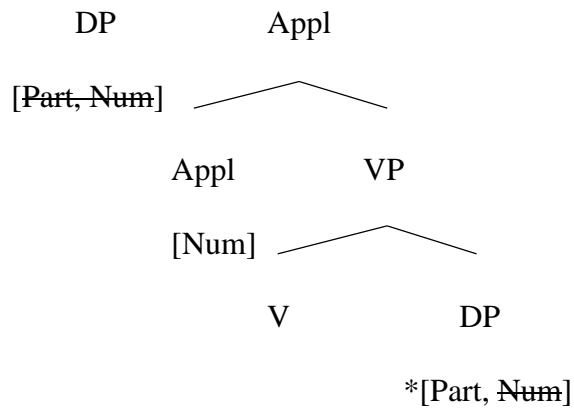 DP Appl
[Part, Num]
Appl VP
[Num]
V DP
*[Part, Num]